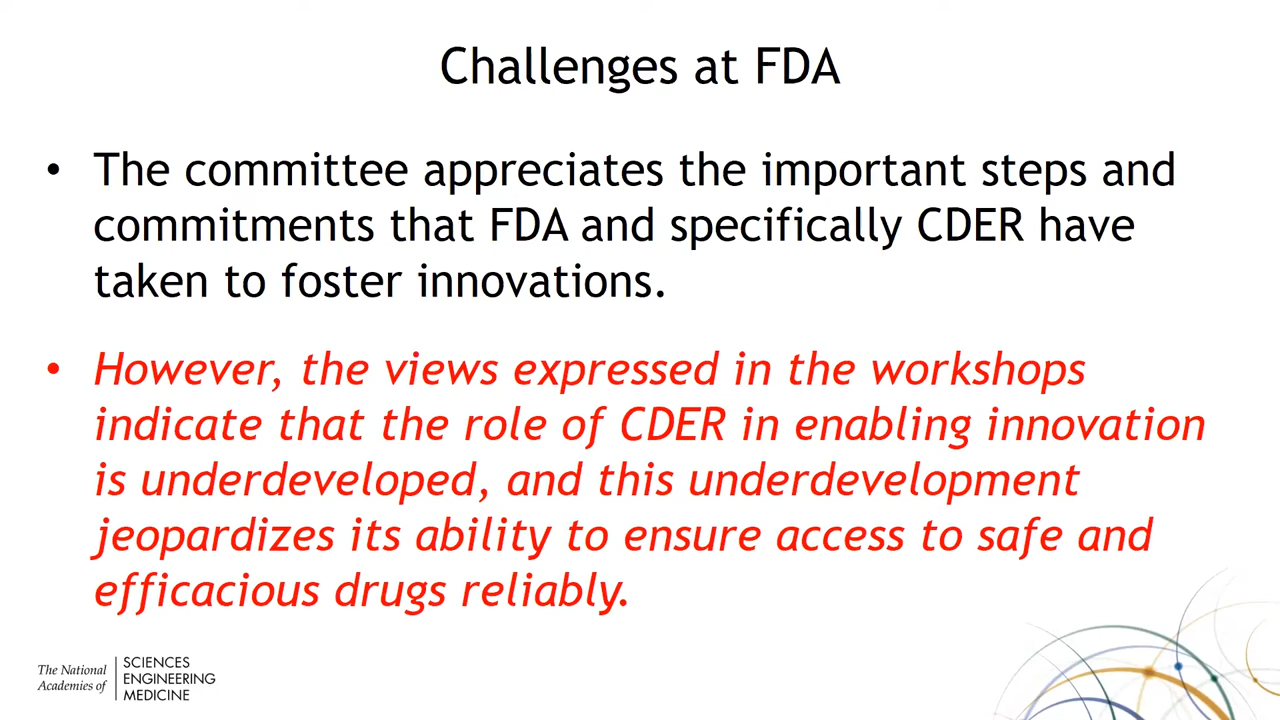 Challenges at FDA
• The committee appreciates the important steps and
commitments that FDA and specifically CDER have
taken to foster innovations.
• However, the views expressed in the workshops
indicate that the role of CDER in enabling innovation
is underdeveloped, and this underdevelopment
jeopardizes its ability to ensure access to safe and
efficacious drugs reliably.
The National
Academies of
SCIENCES
ENGINEERING
MEDICINE